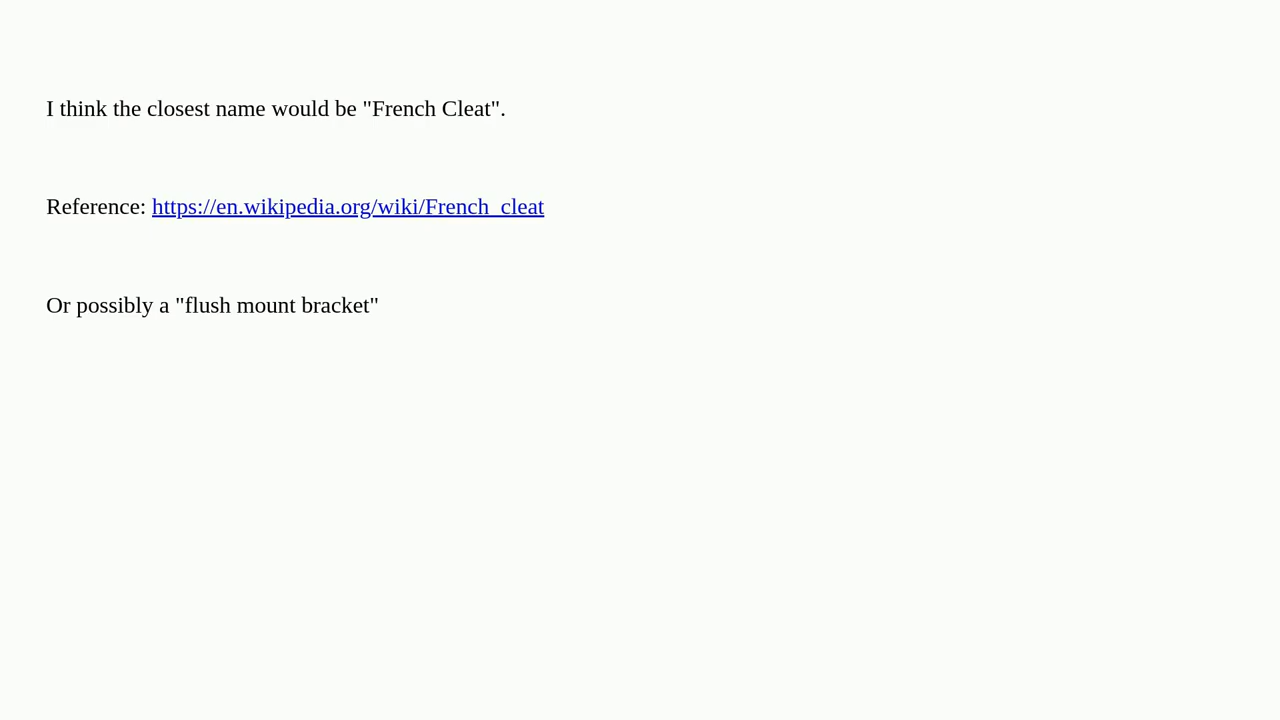 I think the closest name would be "French Cleat".
Reference: https://en.wikipedia.org/wiki/French_cleat
Or possibly a "flush mount bracket"